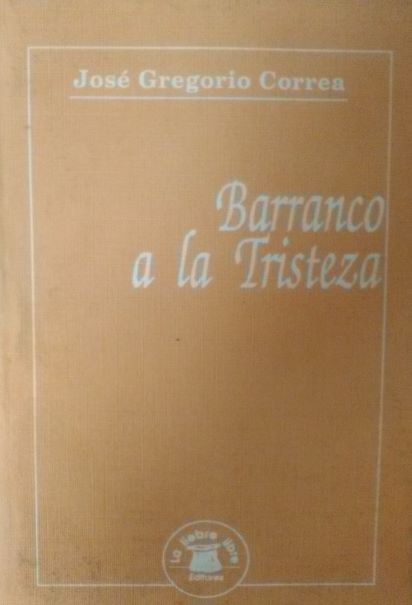 José Gregorio Correa
Barranco
a la Tristeza
La liebre libre
Editores